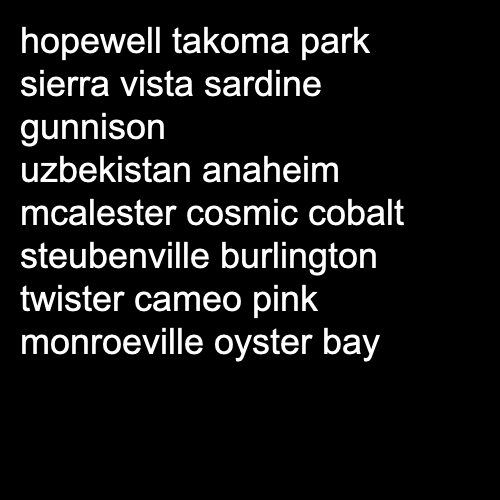 hopewell takoma park
sierra vista sardine
gunnison
uzbekistan anaheim
mcalester cosmic cobalt
steubenville burlington
twister cameo pink
monroeville oyster bay